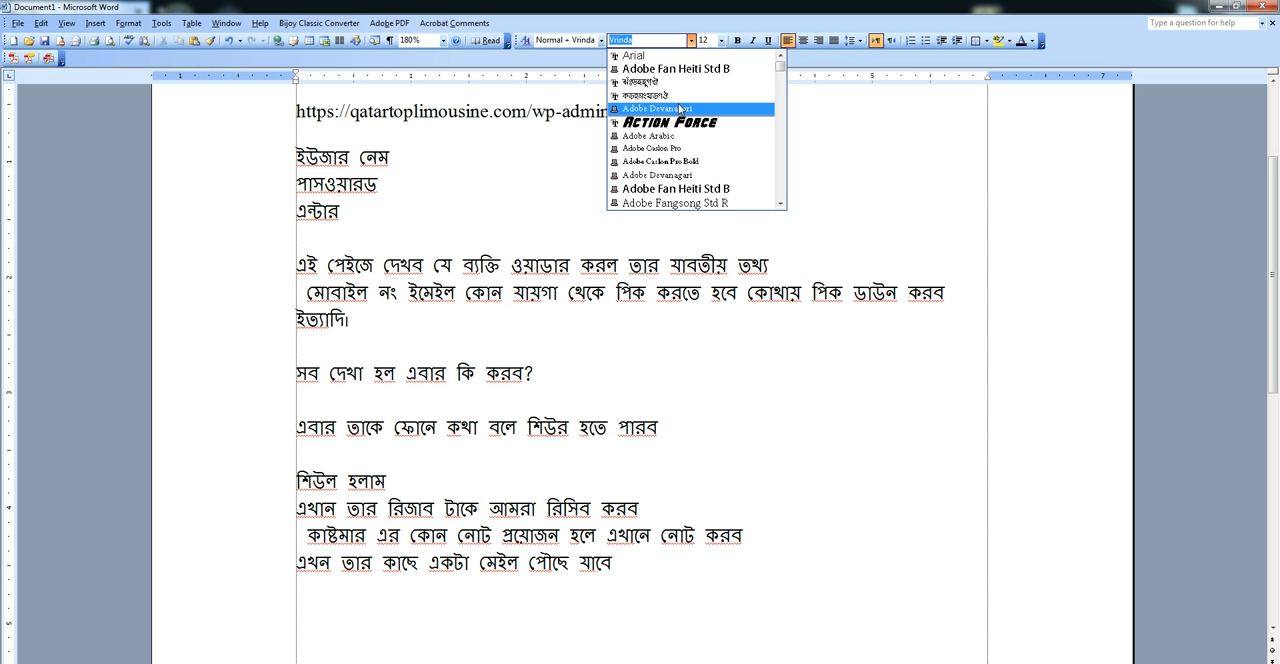 Document1 - Microsoft Word
File Edit View Insert Format Tools Table Window Help Bijoy Classic Converter Adobe PDF Acrobat Comments
Type a question for help
180% Read Normal + Vrinda Vrinda 12 B I U
Arial
Adobe Fan Heiti Std B
Adobe Devanagari
ACTION FORCE
Adobe Arabic
Adobe Caslon Pro
Adobe Caslon Pro Bold
Adobe Devanagari
Adobe Fan Heiti Std B
Adobe Fangsong Std R
https://qatartoplimousine.com/wp-admin
ইউজার নেম
পাসওয়ারড
এন্টার
এই পেইজে দেখব যে ব্যক্তি ওয়াডার করল তার যাবতীয় তথ্য
মোবাইল নং ইমেইল কোন যায়গা থেকে পিক করতে হবে কোথায় পিক ডাউন করব
ইত্যাদি।
সব দেখা হল এবার কি করব?
এবার তাকে ফোনে কথা বলে শিউর হতে পারব
শিউল হলাম
এখান তার রিজাব টাকে আমরা রিসিব করব
কাষ্টমার এর কোন নোট প্রয়োজন হলে এখানে নোট করব
এখন তার কাছে একটা মেইল পৌছে যাবে